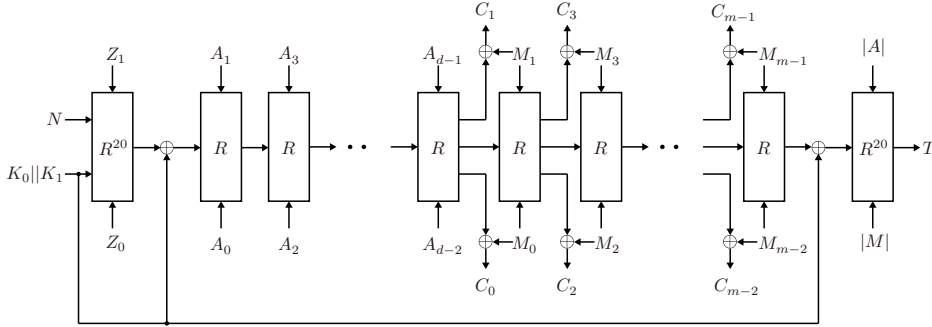 C_1 C_3 C_{m-1}
Z_1 A_1 A_3 A_{d-1} M_1 M_3 M_{m-1} |A|
N
R^{20} R R R R R R R^{20} T
K_0||K_1
Z_0 A_0 A_2 A_{d-2} M_0 M_2 M_{m-2} |M|
C_0 C_2 C_{m-2}